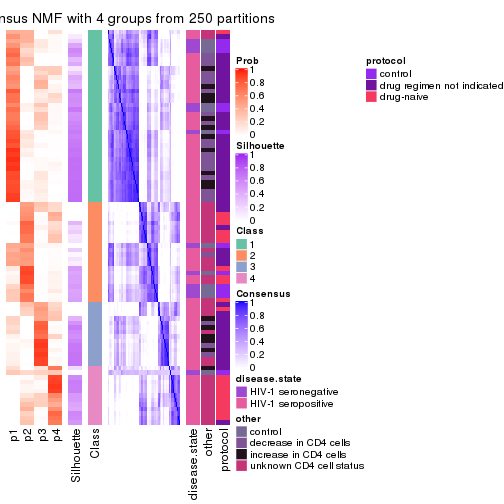 nsus NMF with 4 groups from 250 partitions
Prob
1
0.8
0.6
0.4
0.2
0
Silhouette
1
0.8
0.6
0.4
0.2
0
Class
1
2
3
4
Consensus
1
0.8
0.6
0.4
0.2
0
disease.state
HIV-1 seronegative
HIV-1 seropositive
other
control
decrease in CD4 cells
increase in CD4 cells
unknown CD4 cell status
protocol
control
drug regimen not indicated
drug-naive
p1
p2
p3
p4
Silhouette
Class
disease.state
other
protocol